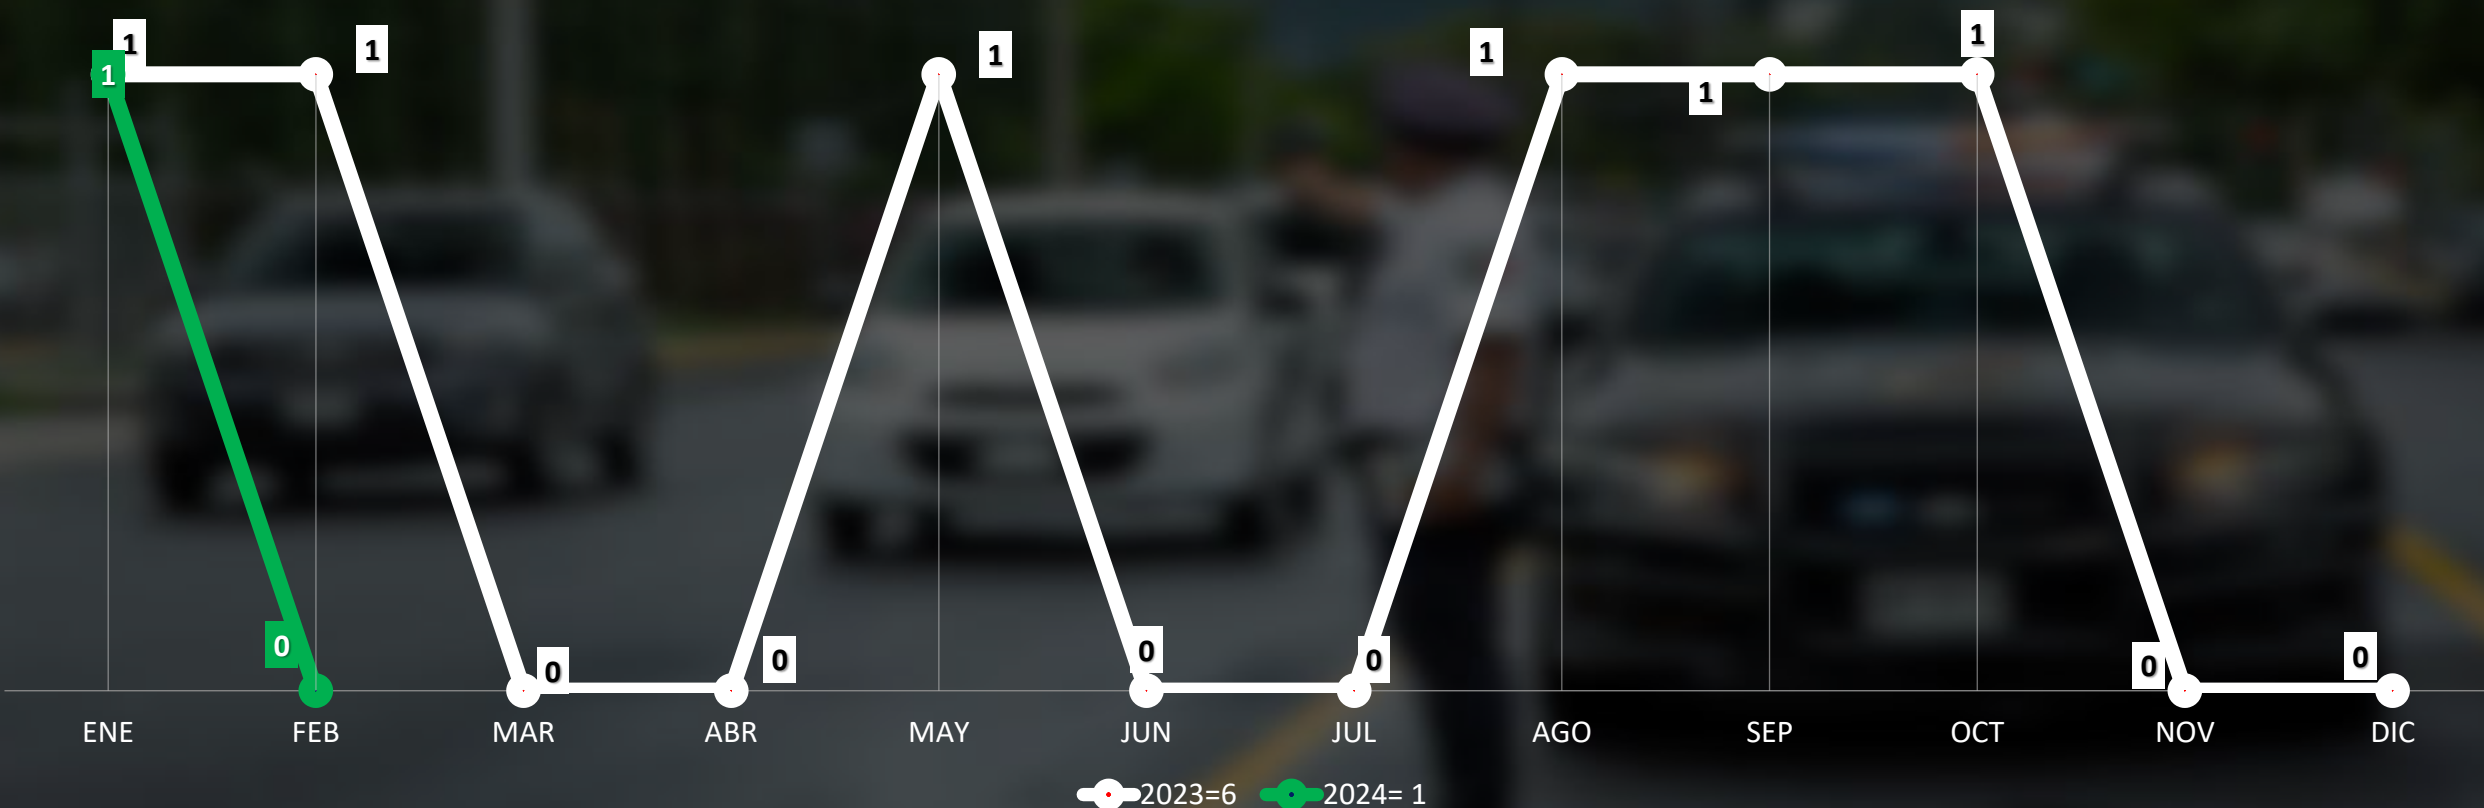 1 1 1 1 1
1 1
1
0 0
0 0 0 0 0 0
ENE FEB MAR ABR MAY JUN JUL AGO SEP OCT NOV DIC
2023=6 2024= 1